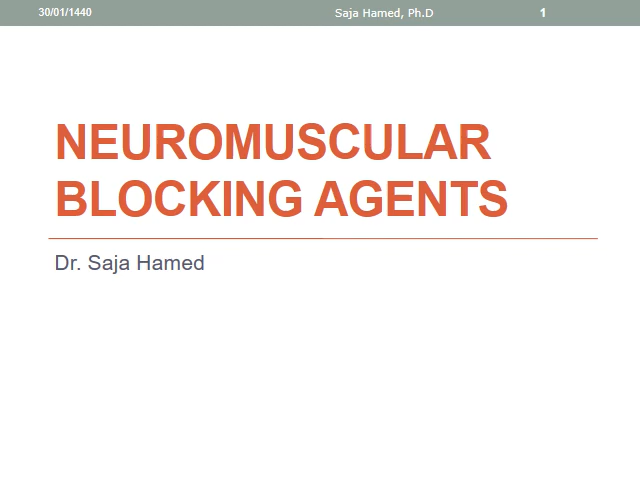 30/01/1440 Saja Hamed, Ph.D 1
NEUROMUSCULAR
BLOCKING AGENTS
Dr. Saja Hamed